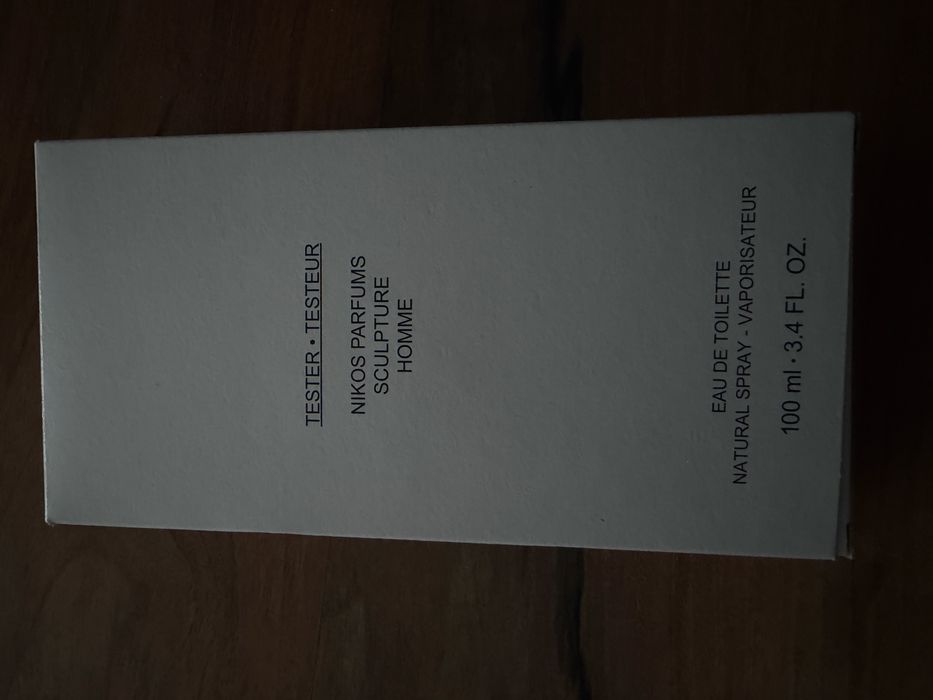 TESTER • TESTEUR
NIKOS PARFUMS
SCULPTURE
HOMME
EAU DE TOILETTE
NATURAL SPRAY - VAPORISATEUR
100 ml • 3.4 FL. OZ.